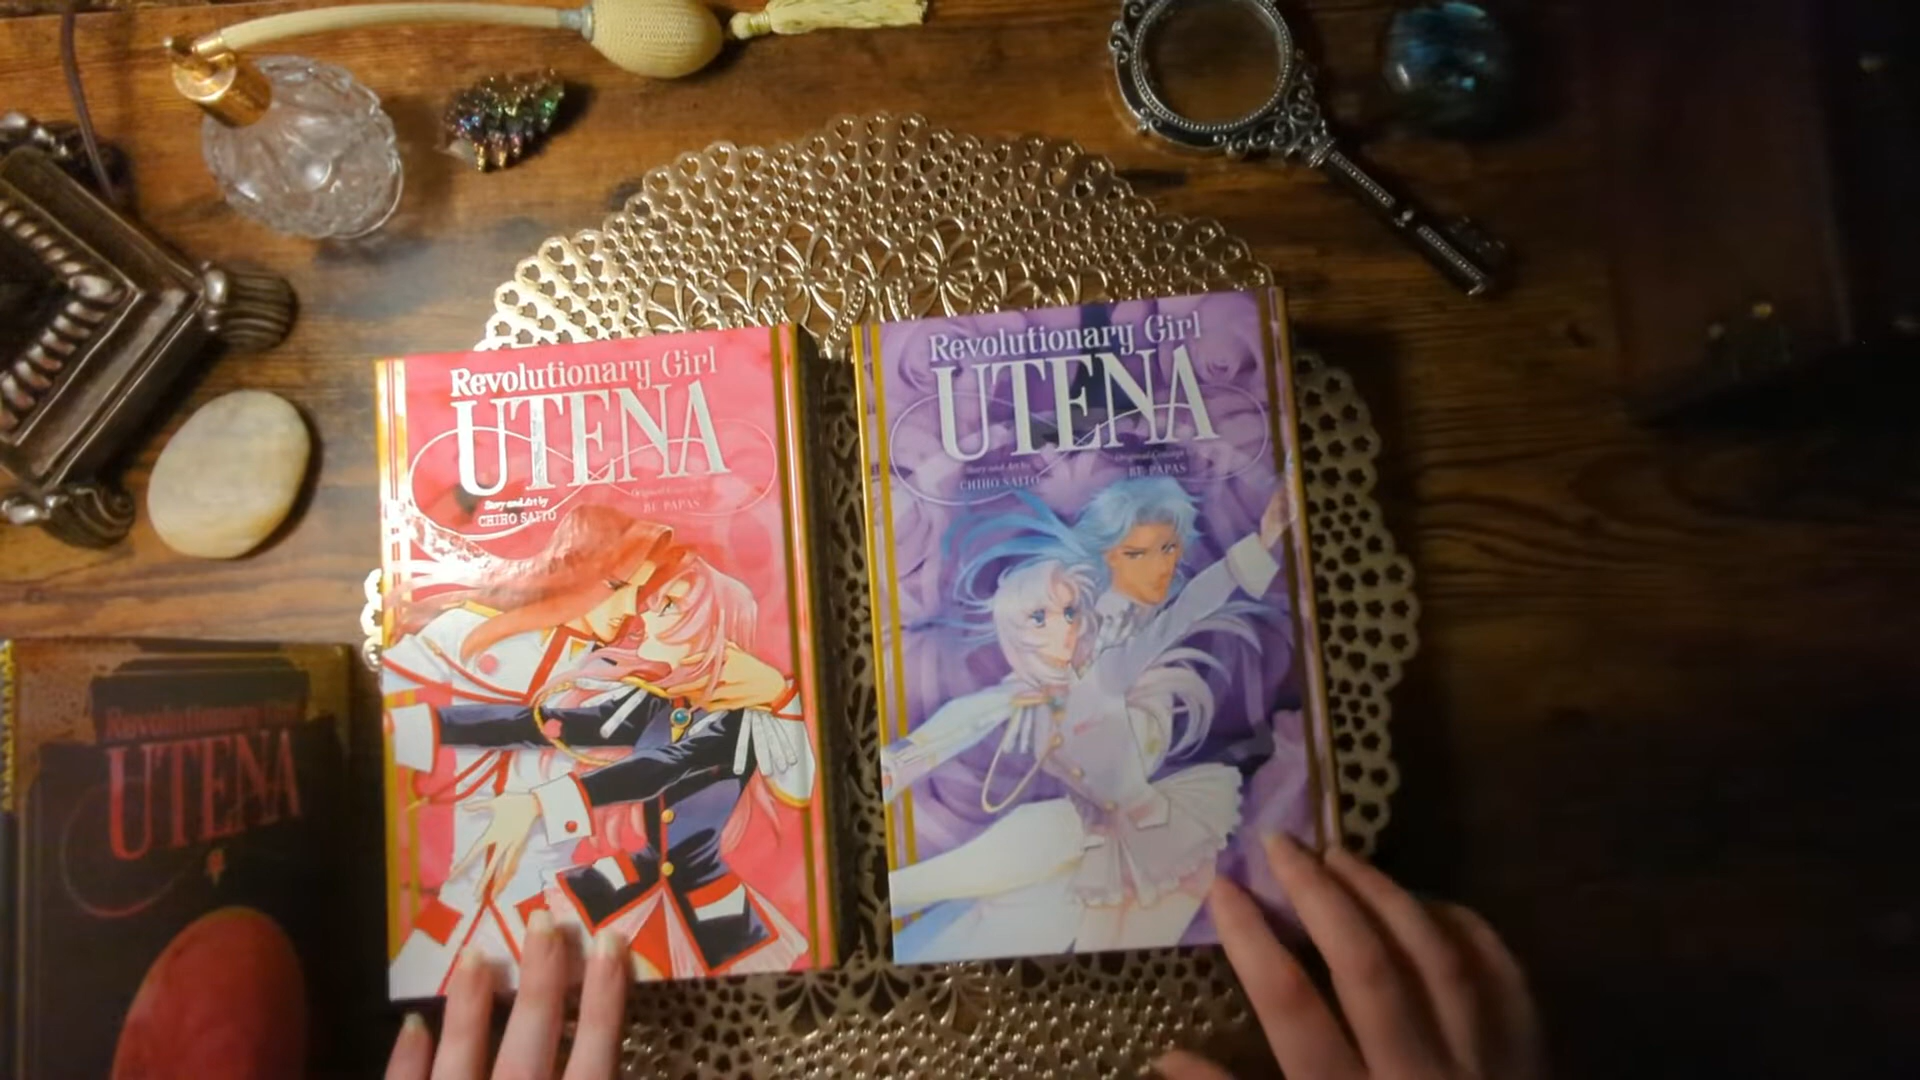 Revolutionary Girl
UTENA
Story and Art by
CHIHO SAITO
Original Concept by
BE PAPAS
Revolutionary Girl
UTENA
Story and Art by
CHIHO SAITO
Original Concept by
BE PAPAS
Revolutionary Girl
UTENA